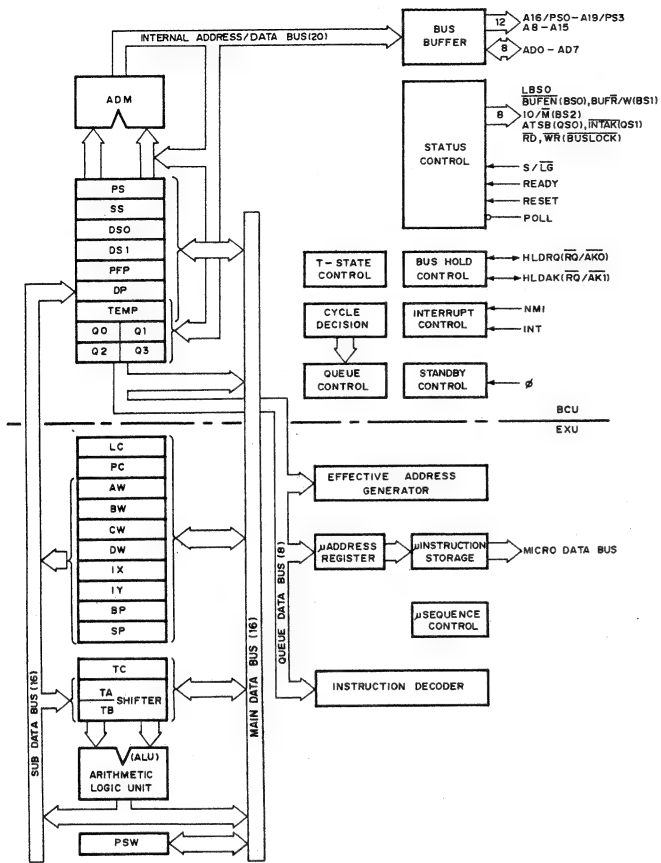 INTERNAL ADDRESS/DATA BUS(20)
BUS
BUFFER
12
A16/PS0-A19/PS3
A8 - A15
8
AD0 - AD7
ADM
LBSO
BUFEN(BSO), BUFR/W(BS1)
IO/M(BS2)
8
ATSB(QSO), INTAK(QS1)
RD, WR(BUSLOCK)
STATUS
CONTROL
S/LG
READY
RESET
POLL
PS
SS
DSO
DS1
PFP
DP
TEMP
Q0
Q1
Q2
Q3
T-STATE
CONTROL
BUS HOLD
CONTROL
HLDRQ(RQ/AKO)
HLDAK(RQ/AK1)
CYCLE
DECISION
INTERRUPT
CONTROL
NMI
INT
QUEUE
CONTROL
STANDBY
CONTROL
ø
BCU
EXU
LC
PC
AW
BW
CW
DW
IX
IY
BP
SP
EFFECTIVE ADDRESS
GENERATOR
μADDRESS
REGISTER
μINSTRUCTION
STORAGE
MICRO DATA BUS
μSEQUENCE
CONTROL
SUB DATA BUS (16)
MAIN DATA BUS (16)
QUEUE DATA BUS (8)
TC
TA
TB
SHIFTER
INSTRUCTION DECODER
(ALU)
ARITHMETIC
LOGIC UNIT
PSW